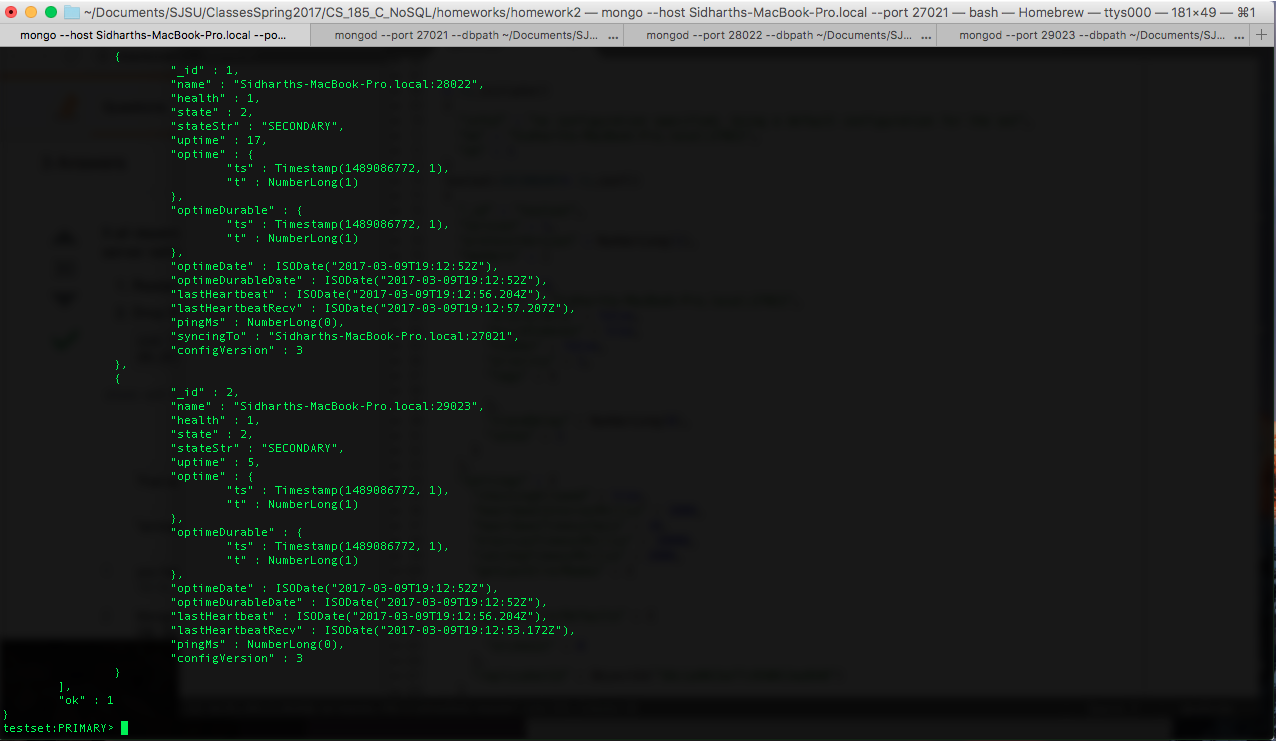 ~/Documents/SJSU/ClassesSpring2017/CS_185_C_NoSQL/homeworks/homework2 — mongo --host Sidharths-MacBook-Pro.local --port 27021 — bash — Homebrew — ttys000 — 181×49 — ⌘1
mongo --host Sidharths-MacBook-Pro.local --po... mongod --port 27021 --dbpath ~/Documents/SJ... ... mongod --port 28022 --dbpath ~/Documents/SJ... ... mongod --port 29023 --dbpath ~/Documents/SJ... ... +
{
"_id" : 1,
"name" : "Sidharths-MacBook-Pro.local:28022",
"health" : 1,
"state" : 2,
"stateStr" : "SECONDARY",
"uptime" : 17,
"optime" : {
"ts" : Timestamp(1489086772, 1),
"t" : NumberLong(1)
},
"optimeDurable" : {
"ts" : Timestamp(1489086772, 1),
"t" : NumberLong(1)
},
"optimeDate" : ISODate("2017-03-09T19:12:52Z"),
"optimeDurableDate" : ISODate("2017-03-09T19:12:52Z"),
"lastHeartbeat" : ISODate("2017-03-09T19:12:56.204Z"),
"lastHeartbeatRecv" : ISODate("2017-03-09T19:12:57.207Z"),
"pingMs" : NumberLong(0),
"syncingTo" : "Sidharths-MacBook-Pro.local:27021",
"configVersion" : 3
},
{
"_id" : 2,
"name" : "Sidharths-MacBook-Pro.local:29023",
"health" : 1,
"state" : 2,
"stateStr" : "SECONDARY",
"uptime" : 5,
"optime" : {
"ts" : Timestamp(1489086772, 1),
"t" : NumberLong(1)
},
"optimeDurable" : {
"ts" : Timestamp(1489086772, 1),
"t" : NumberLong(1)
},
"optimeDate" : ISODate("2017-03-09T19:12:52Z"),
"optimeDurableDate" : ISODate("2017-03-09T19:12:52Z"),
"lastHeartbeat" : ISODate("2017-03-09T19:12:56.204Z"),
"lastHeartbeatRecv" : ISODate("2017-03-09T19:12:53.172Z"),
"pingMs" : NumberLong(0),
"configVersion" : 3
}
],
"ok" : 1
}
testset:PRIMARY>